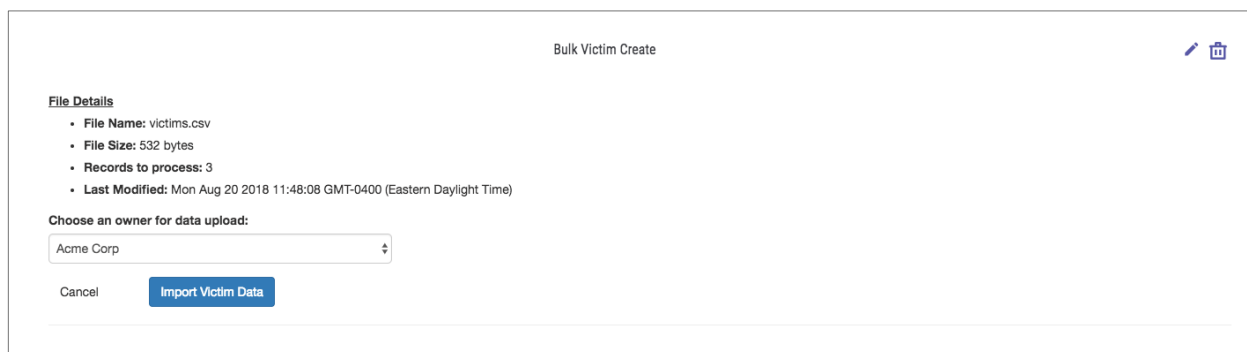 Bulk Victim Create
File Details
• File Name: victims.csv
• File Size: 532 bytes
• Records to process: 3
• Last Modified: Mon Aug 20 2018 11:48:08 GMT-0400 (Eastern Daylight Time)
Choose an owner for data upload:
Acme Corp
Cancel Import Victim Data